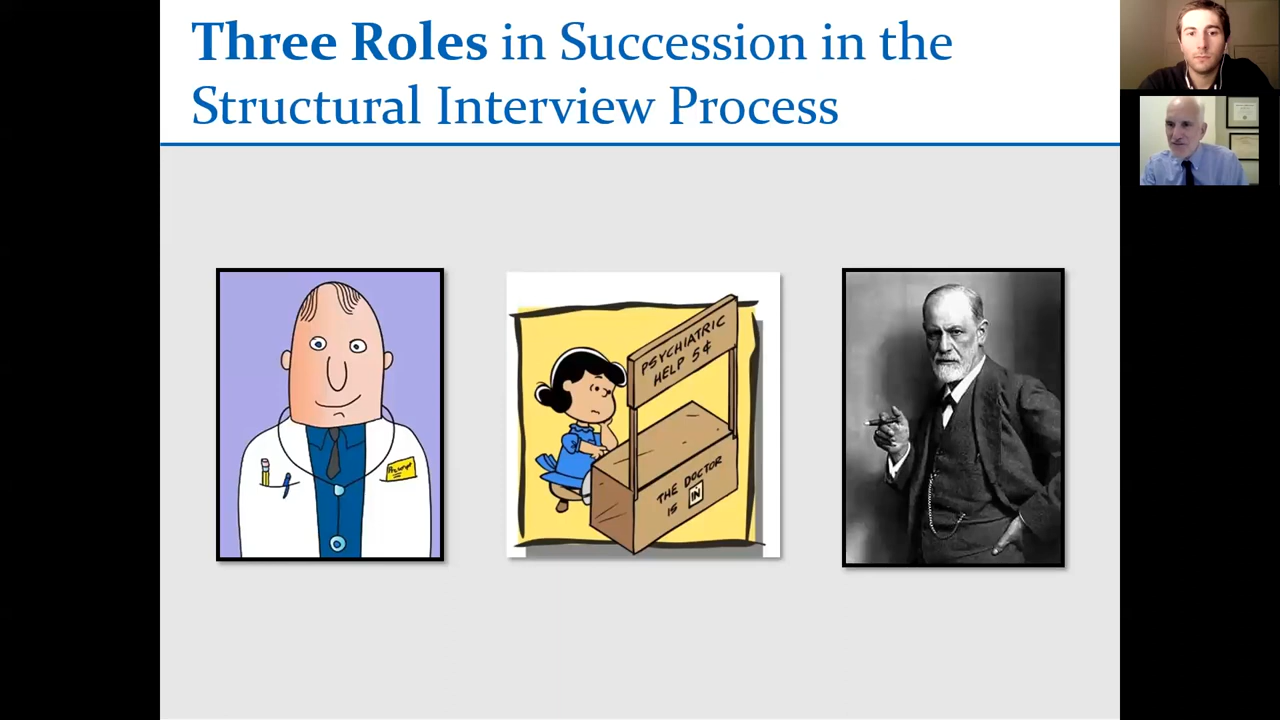 Three Roles in Succession in the
Structural Interview Process
PSYCHIATRIC
HELP 5¢
THE DOCTOR
IS IN